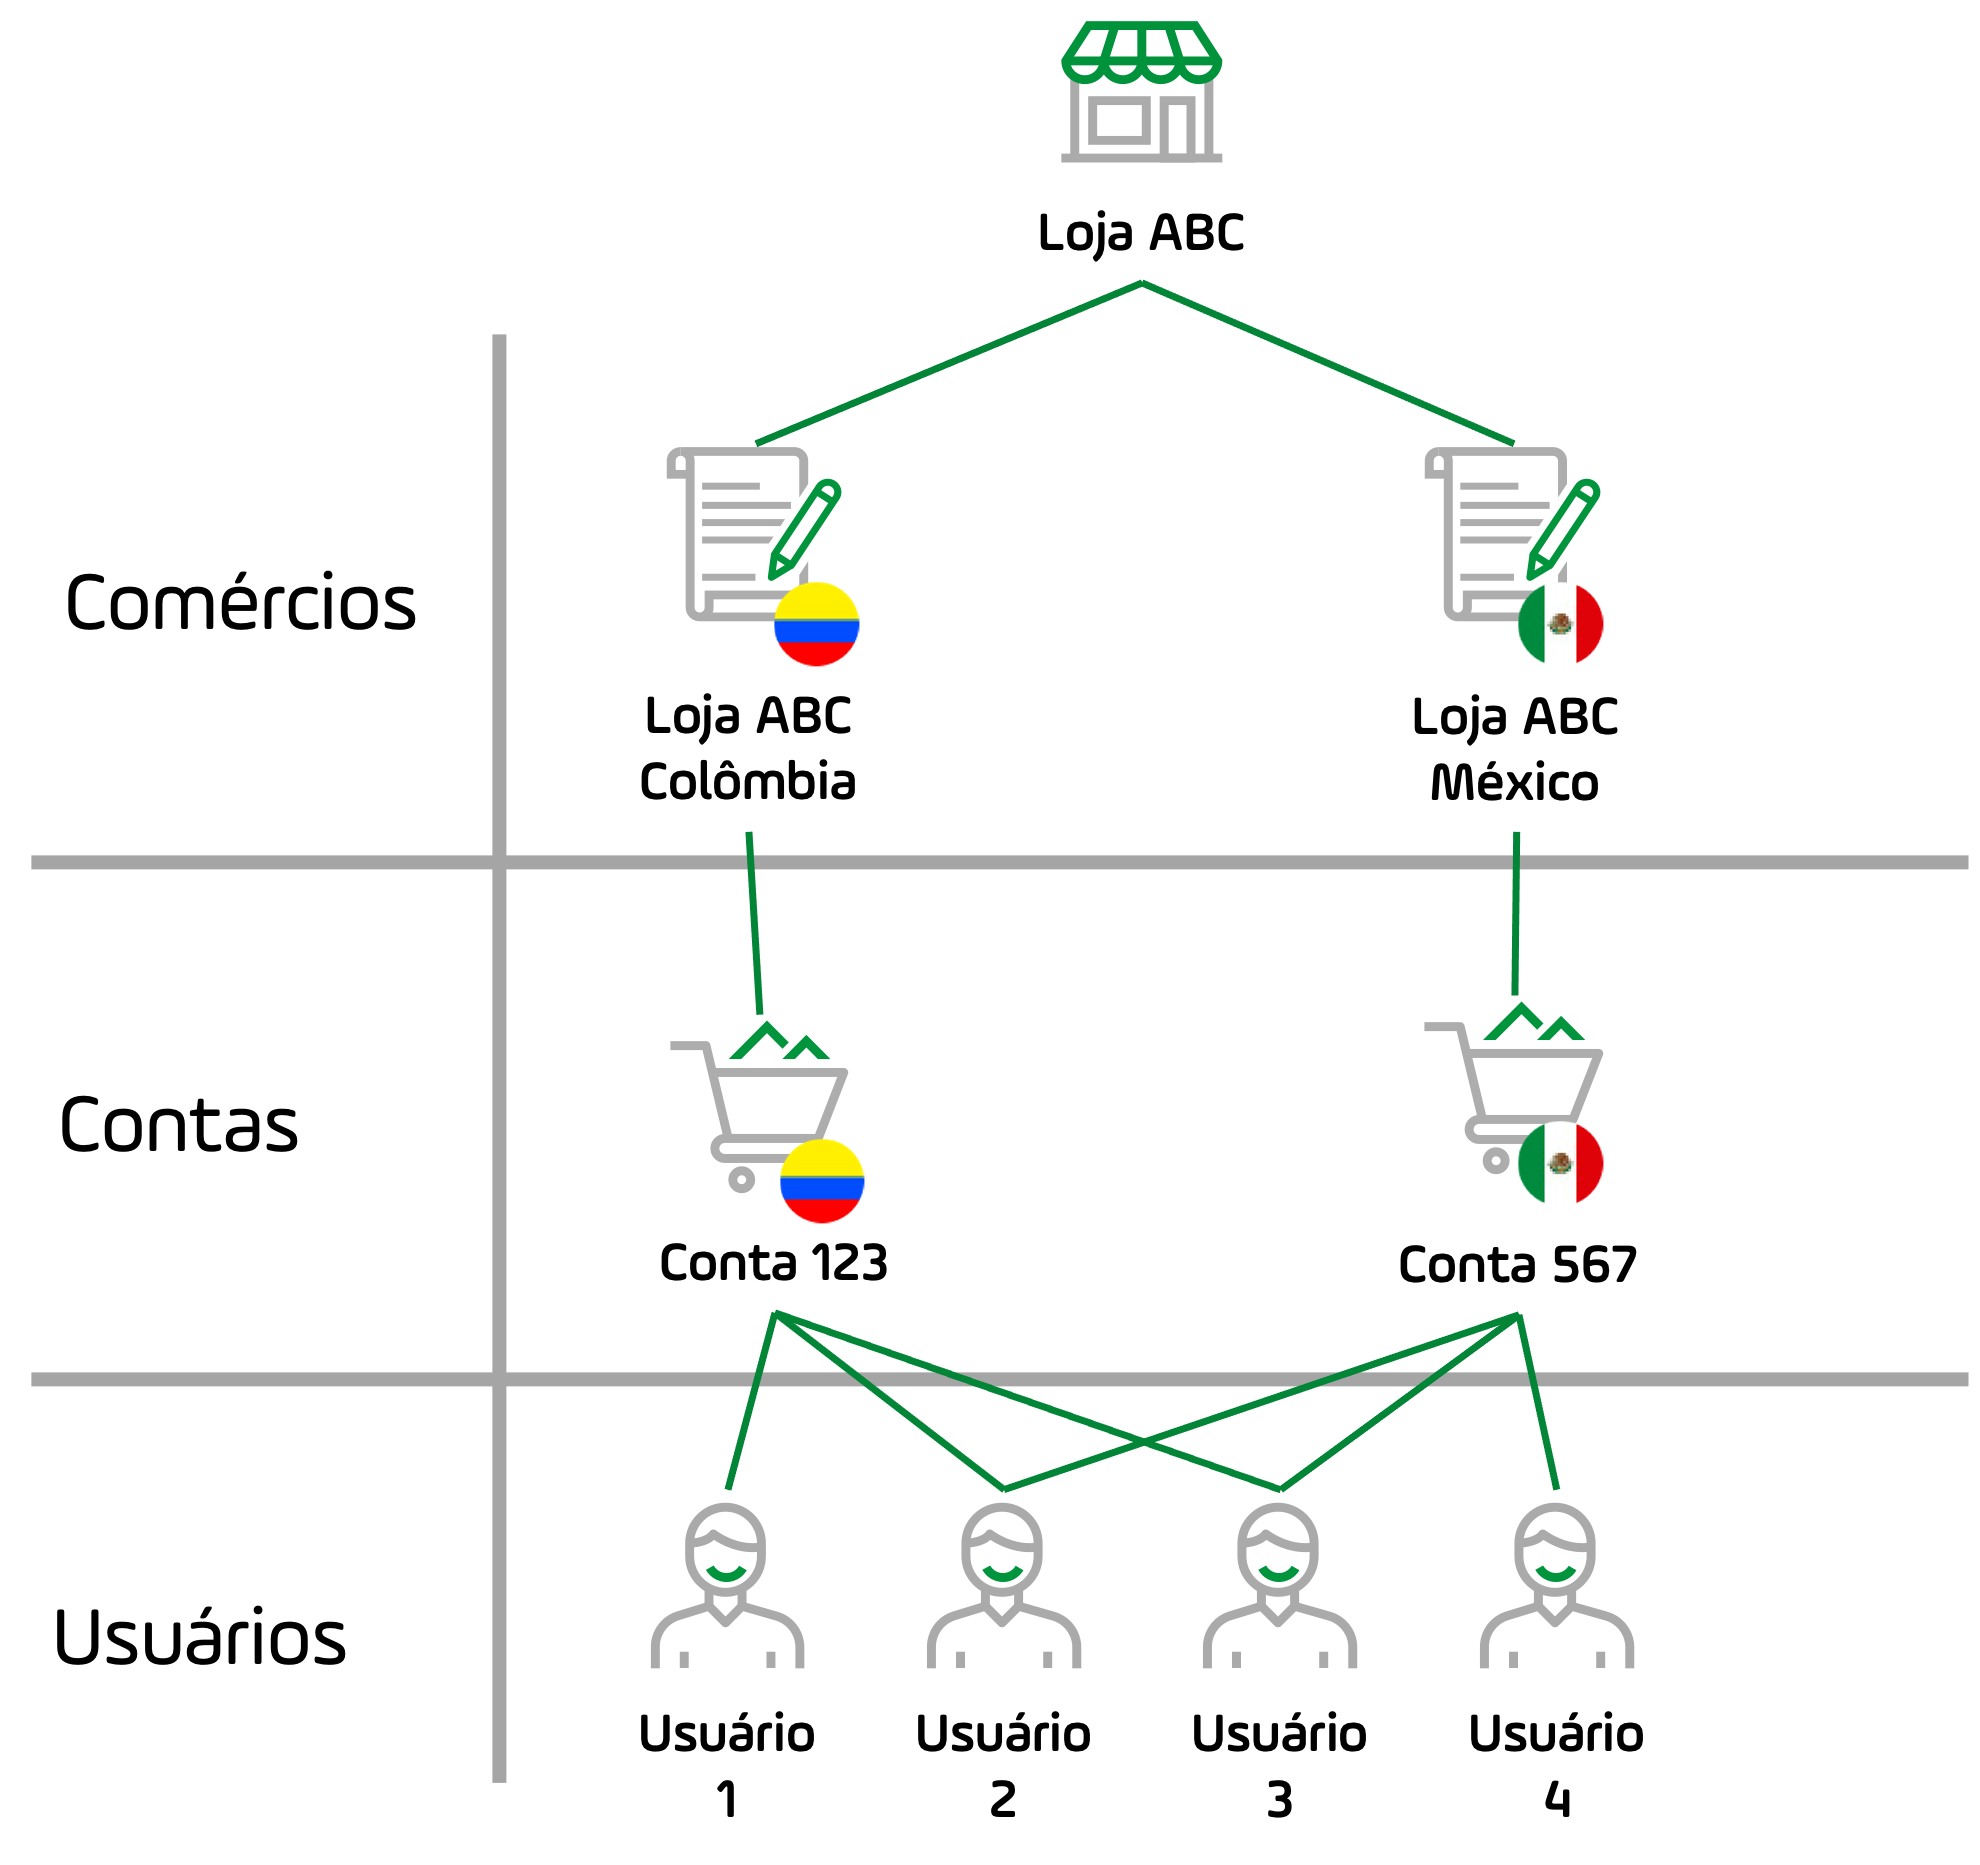 Loja ABC
Comércios
Loja ABC
Colômbia
Loja ABC
México
Contas
Conta 123
Conta 567
Usuários
Usuário
1
Usuário
2
Usuário
3
Usuário
4